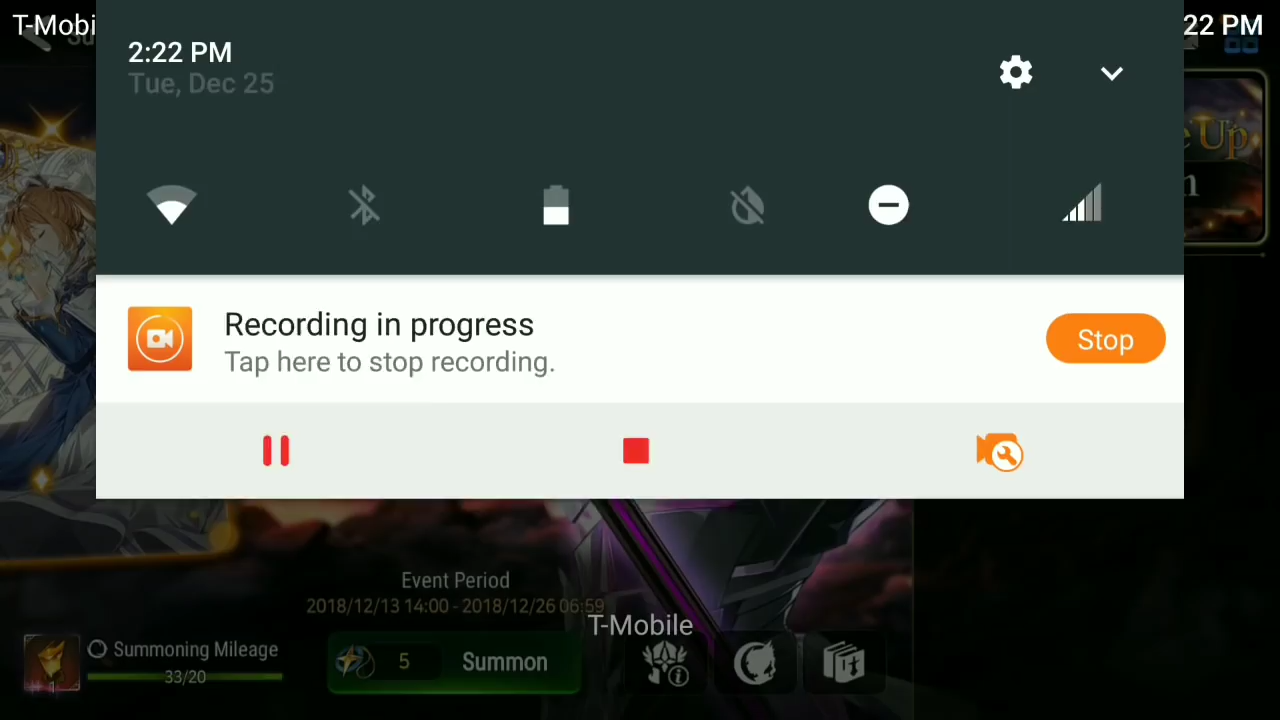 T-Mobi
22 PM
2:22 PM
Tue, Dec 25
Up
Recording in progress
Tap here to stop recording.
Stop
Event Period
2018/12/13 14:00 - 2018/12/26 06:59
T-Mobile
Summoning Mileage
33/20
5
Summon